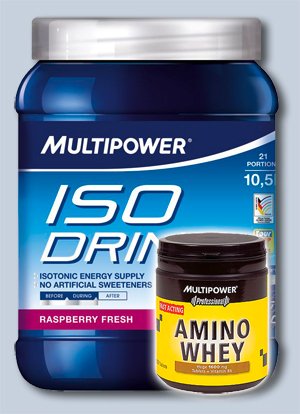 MULTIPOWER®
21
PORTION
10,5
ISO
DRIN
ISOTONIC ENERGY SUPPLY
NO ARTIFICIAL SWEETENERS
BEFORE DURING AFTER
RASPBERRY FRESH
MULTIPOWER®
Professional
FAST ACTING
AMINO
WHEY